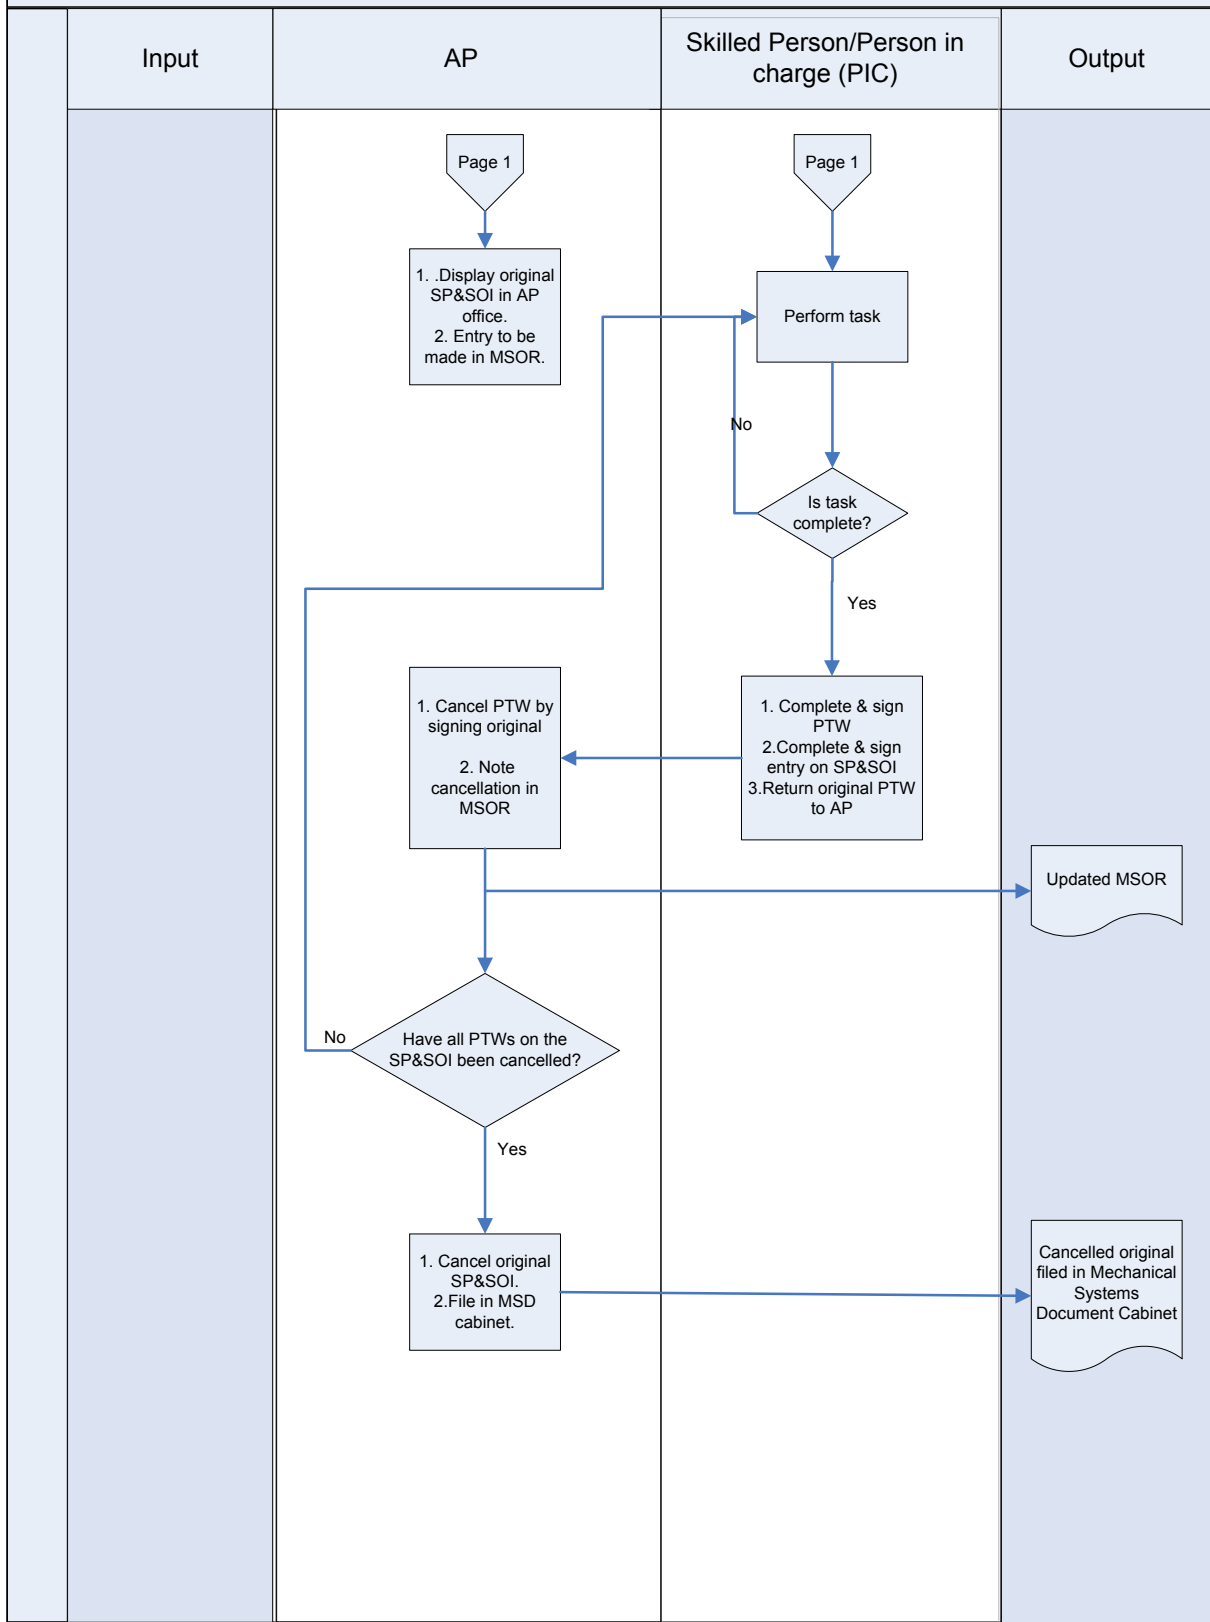 Input
AP
Skilled Person/Person in
charge (PIC)
Output
Page 1
Page 1
1. .Display original
SP&SOI in AP
office.
2. Entry to be
made in MSOR.
Perform task
No
Is task
complete?
Yes
1. Cancel PTW by
signing original
2. Note
cancellation in
MSOR
1. Complete & sign
PTW
2.Complete & sign
entry on SP&SOI
3.Return original PTW
to AP
Updated MSOR
No
Have all PTWs on the
SP&SOI been cancelled?
Yes
1. Cancel original
SP&SOI.
2.File in MSD
cabinet.
Cancelled original
filed in Mechanical
Systems
Document Cabinet